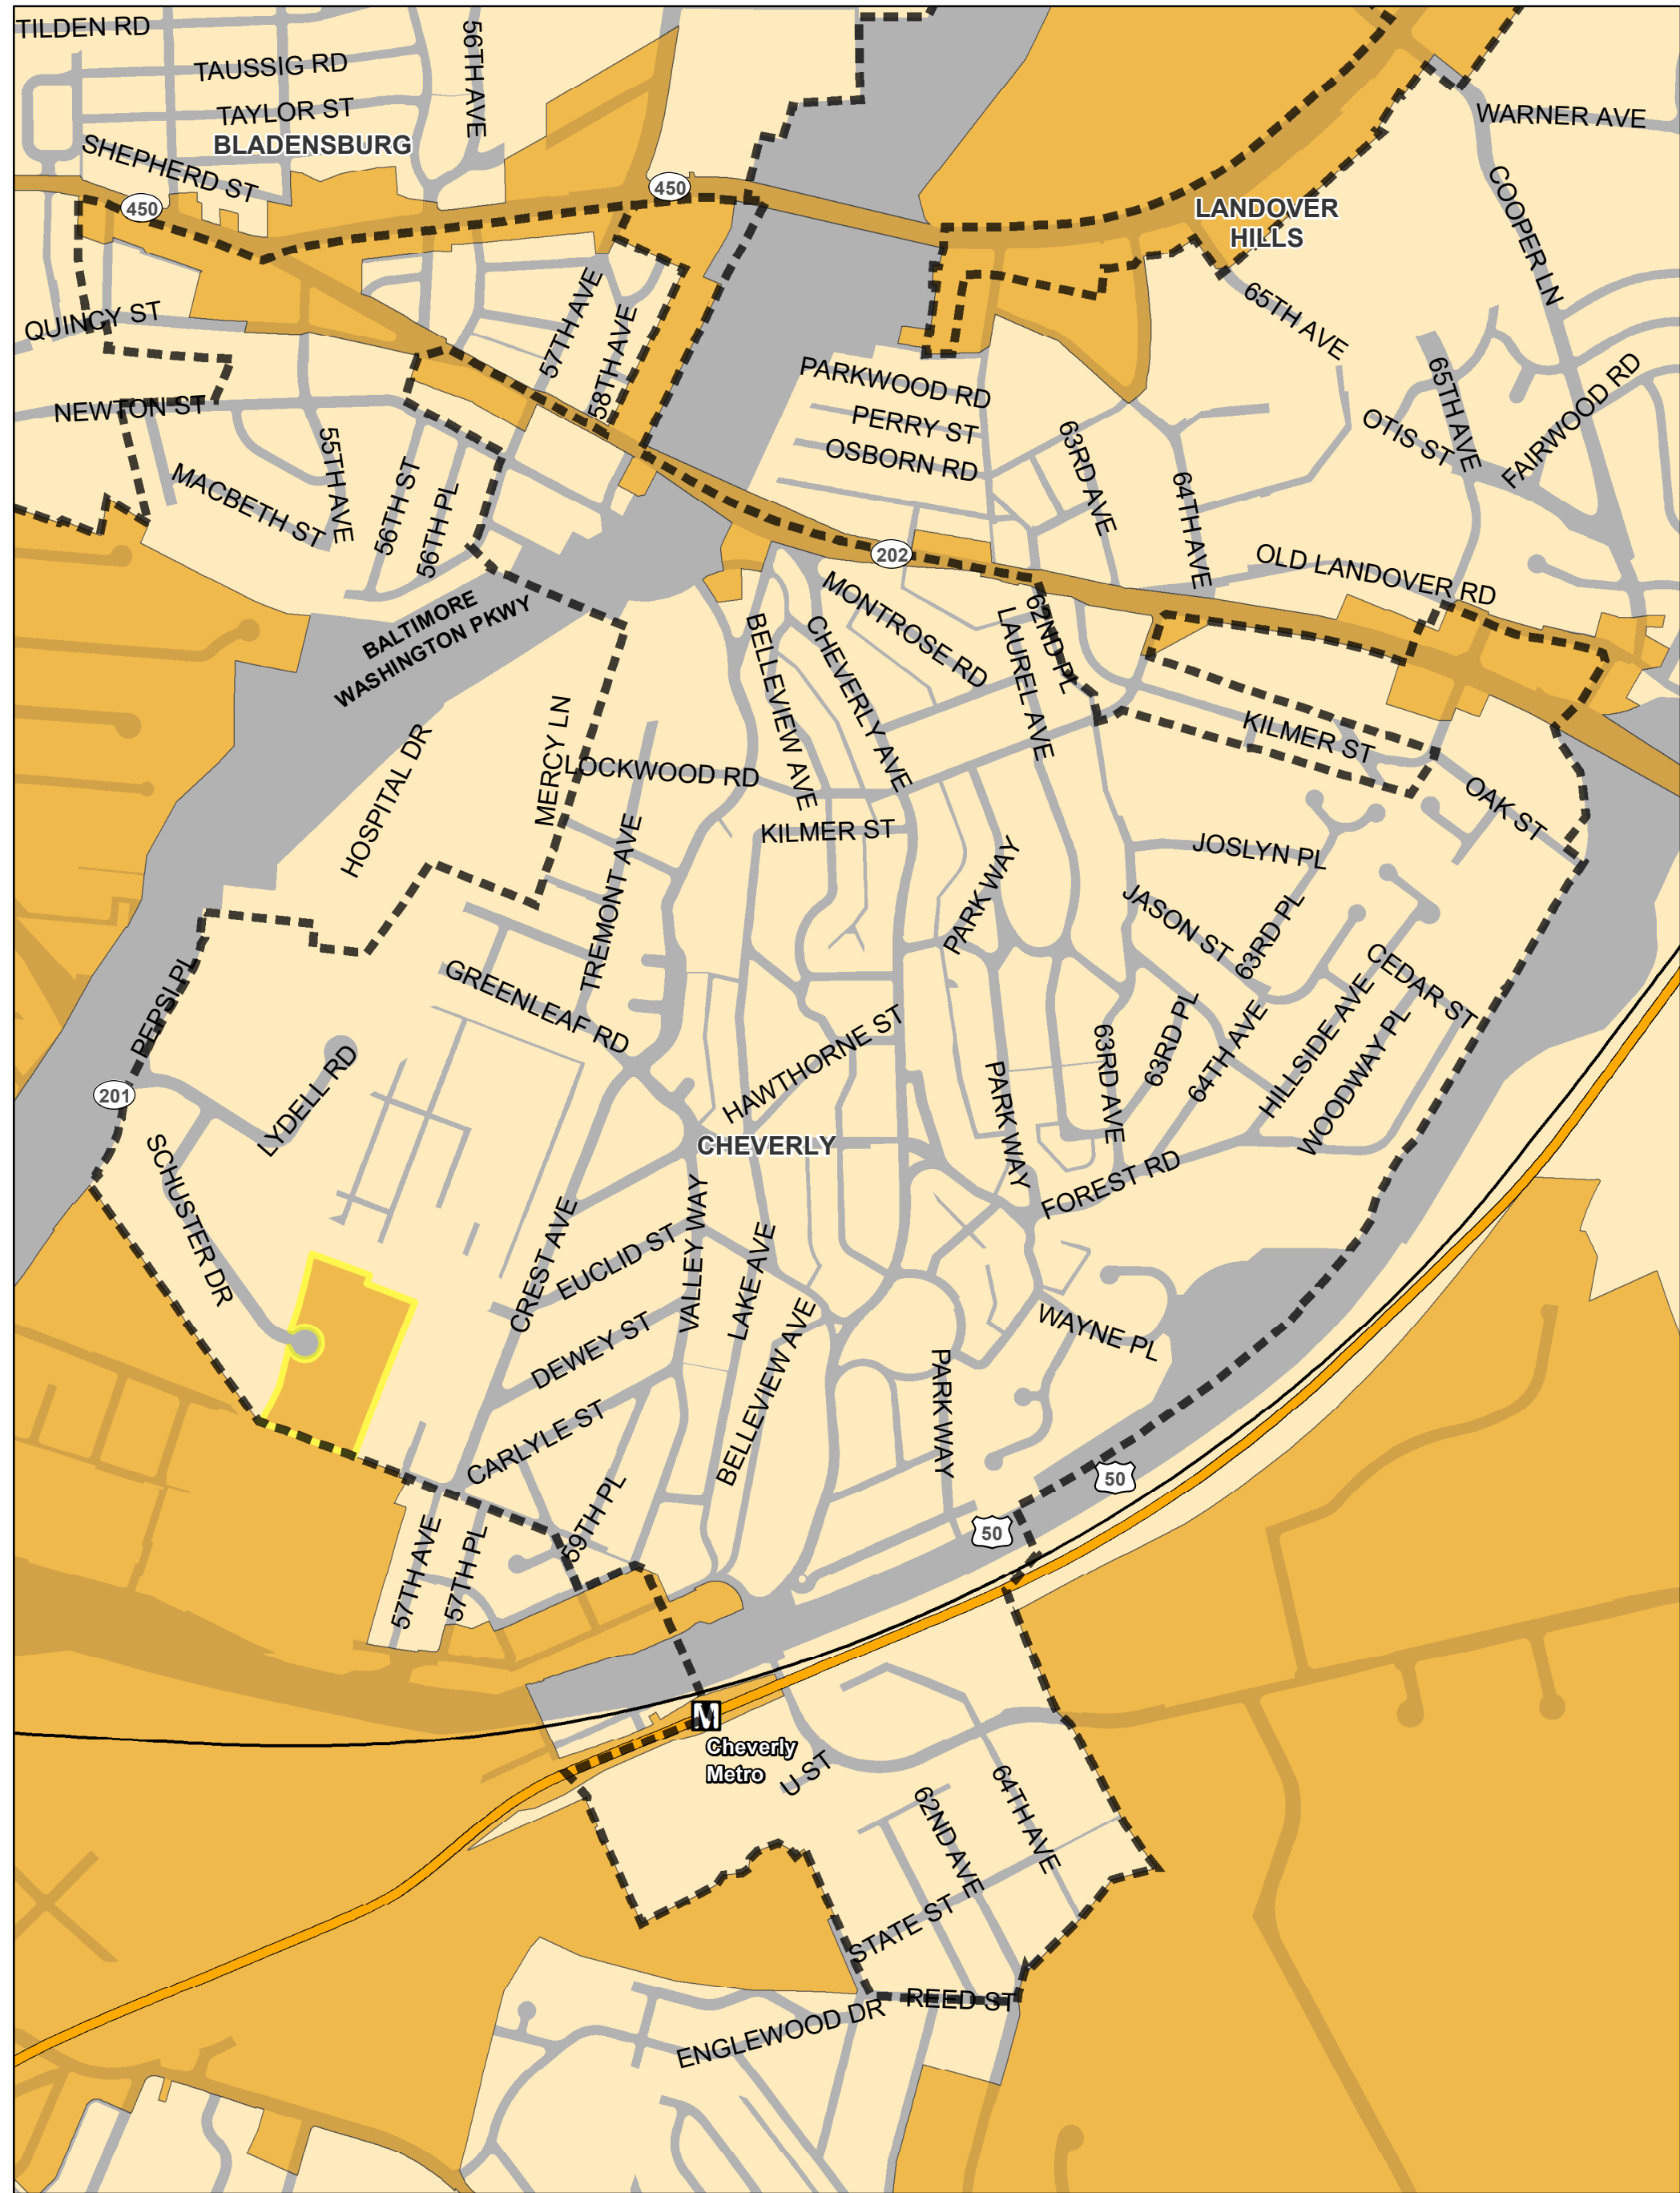 TILDEN RD
TAUSSIG RD
56TH AVE
TAYLOR ST
BLADENSBURG
SHEPHERD ST
450
450
WARNER AVE
COOPER LN
LANDOVER
HILLS
QUINCY ST
57TH AVE
58TH AVE
65TH AVE
NEWTON ST
PARKWOOD RD
PERRY ST
OSBORN RD
65TH AVE
OTIS ST
FAIRWOOD RD
MACBETH ST
55TH AVE
56TH ST
56TH PL
63RD AVE
64TH AVE
202
OLD LANDOVER RD
BALTIMORE
WASHINGTON PKWY
MONTROSE RD
LAUREL AVE
62ND PL
BELLEVIEW AVE
CHEVERLY AVE
HOSPITAL DR
MERCY LN
LOCKWOOD RD
KILMER ST
KILMER ST
OAK ST
JOSLYN PL
TREMONT AVE
PARK WAY
JASON ST
63RD PL
CEDAR ST
PEPSI PL
GREENLEAF RD
HAWTHORNE ST
63RD AVE
63RD PL
64TH AVE
HILLSIDE AVE
WOODWAY PL
201
LYDELL RD
PARK WAY
CHEVERLY
FOREST RD
SCHUSTER DR
CREST AVE
EUCLID ST
VALLEY WAY
LAKE AVE
DEWEY ST
BELLEVIEW AVE
WAYNE PL
PARK WAY
CARLYLE ST
50
50
57TH AVE
57TH PL
59TH PL
M
Cheverly
Metro
U ST
62ND AVE
64TH AVE
STATE ST
REED ST
ENGLEWOOD DR